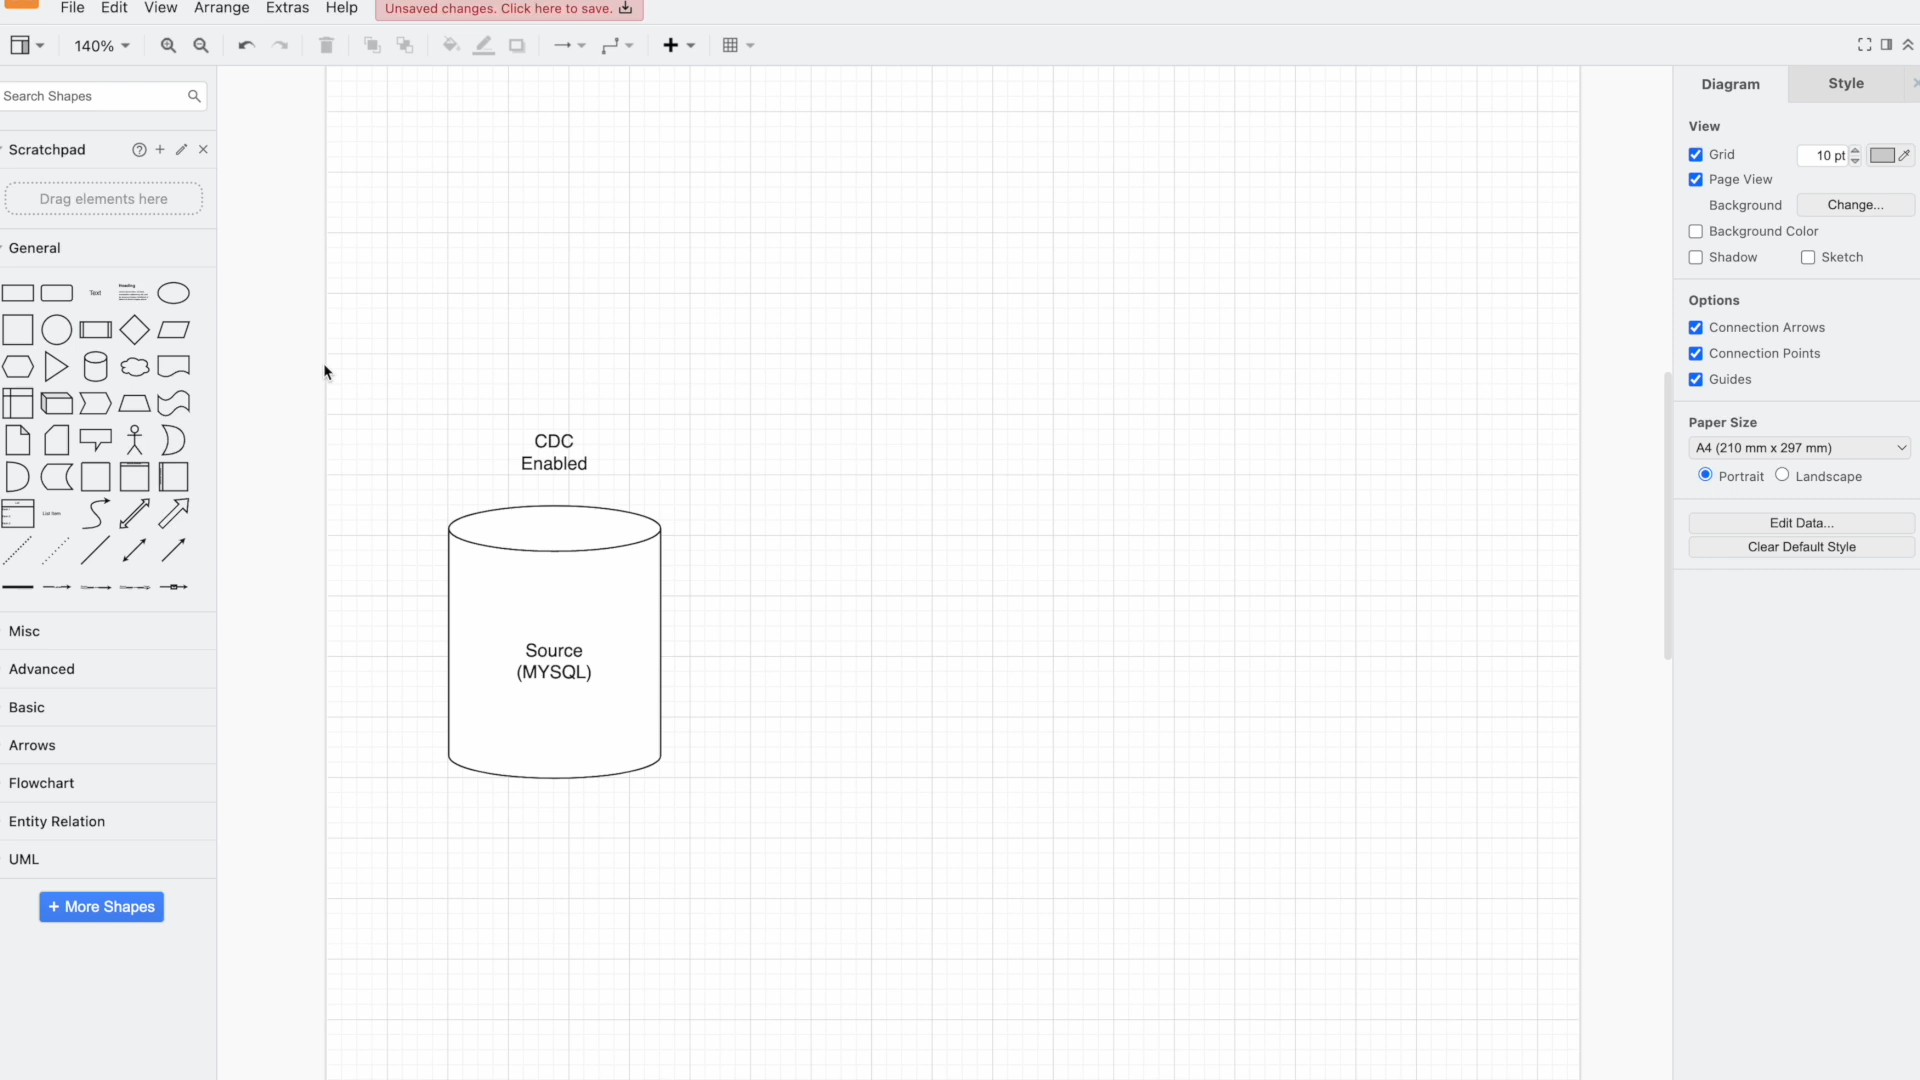 File Edit View Arrange Extras Help Unsaved changes. Click here to save.
140%
Search Shapes
Scratchpad
Drag elements here
General
Text
Heading
List Item
Misc
Advanced
Basic
Arrows
Flowchart
Entity Relation
UML
+ More Shapes
CDC
Enabled
Source
(MYSQL)
Diagram Style
View
Grid 10 pt
Page View
Background Change...
Background Color
Shadow Sketch
Options
Connection Arrows
Connection Points
Guides
Paper Size
A4 (210 mm x 297 mm)
Portrait Landscape
Edit Data...
Clear Default Style